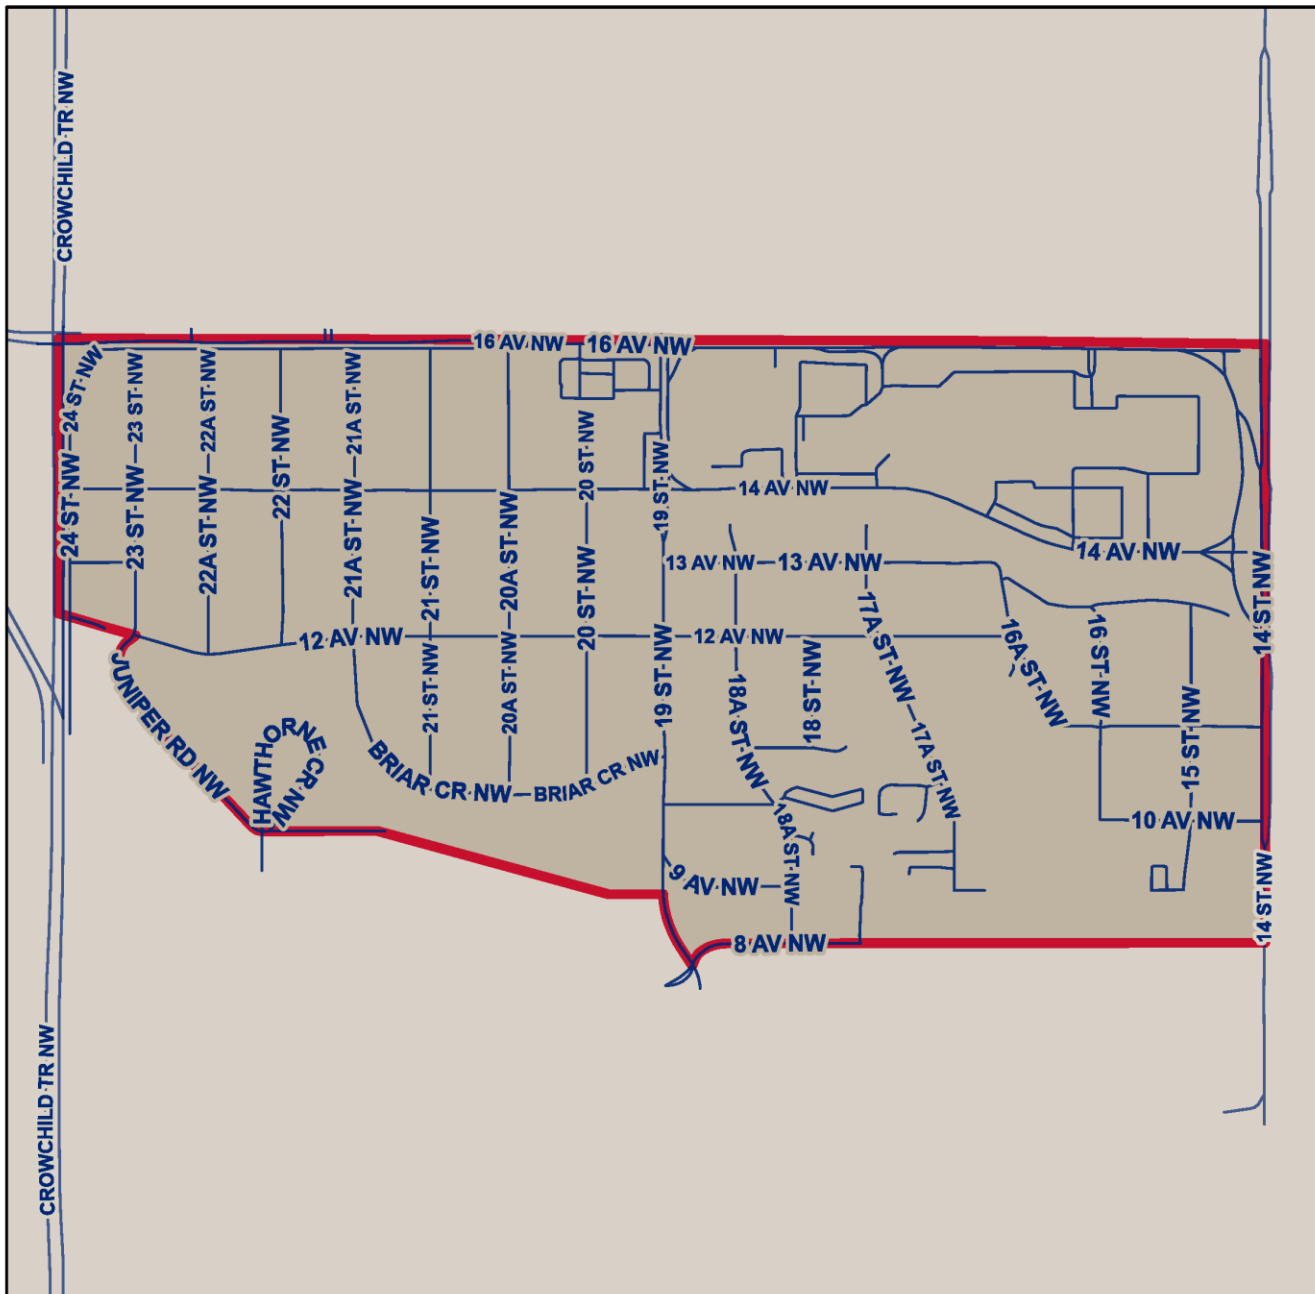 CROWCHILD TR NW
16 AV NW
16 AV NW
24 ST NW
23 ST NW
22A ST NW
21A ST NW
22 ST NW
20 ST NW
19 ST NW
24 ST NW
23 ST NW
22A ST NW
21A ST NW
21 ST NW
20A ST NW
20 ST NW
14 AV NW
14 AV NW
13 AV NW
13 AV NW
14 ST NW
12 AV NW
12 AV NW
21 ST NW
20A ST NW
19 ST NW
18A ST NW
18 ST NW
17A ST NW
16A ST NW
16 ST NW
15 ST NW
17A ST NW
JUNIPER RD NW
HAWTHORNE CR NW
BRIAR CR NW
BRIAR CR NW
18A ST NW
10 AV NW
9 AV NW
8 AV NW
14 ST NW
CROWCHILD TR NW